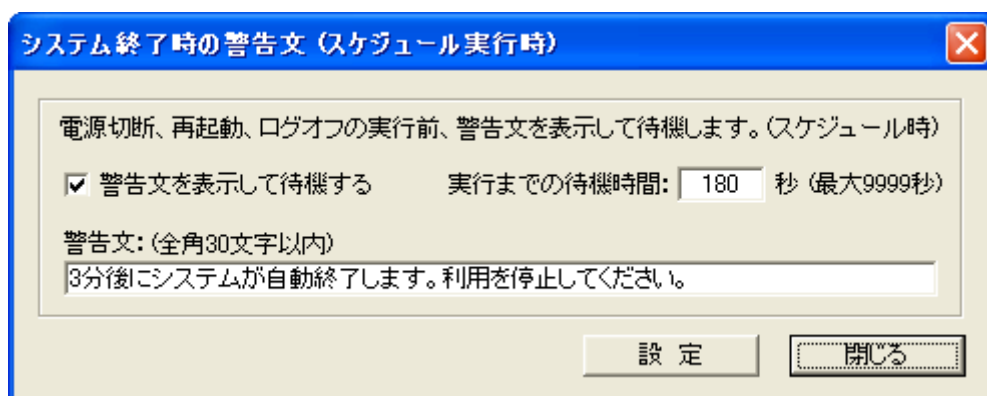 システム終了時の警告文 (スケジュール実行時)
電源切断、再起動、ログオフの実行前、警告文を表示して待機します。(スケジュール時)
警告文を表示して待機する 実行までの待機時間: 180 秒 (最大9999秒)
警告文: (全角30文字以内)
3分後にシステムが自動終了します。利用を停止してください。
設 定 閉じる